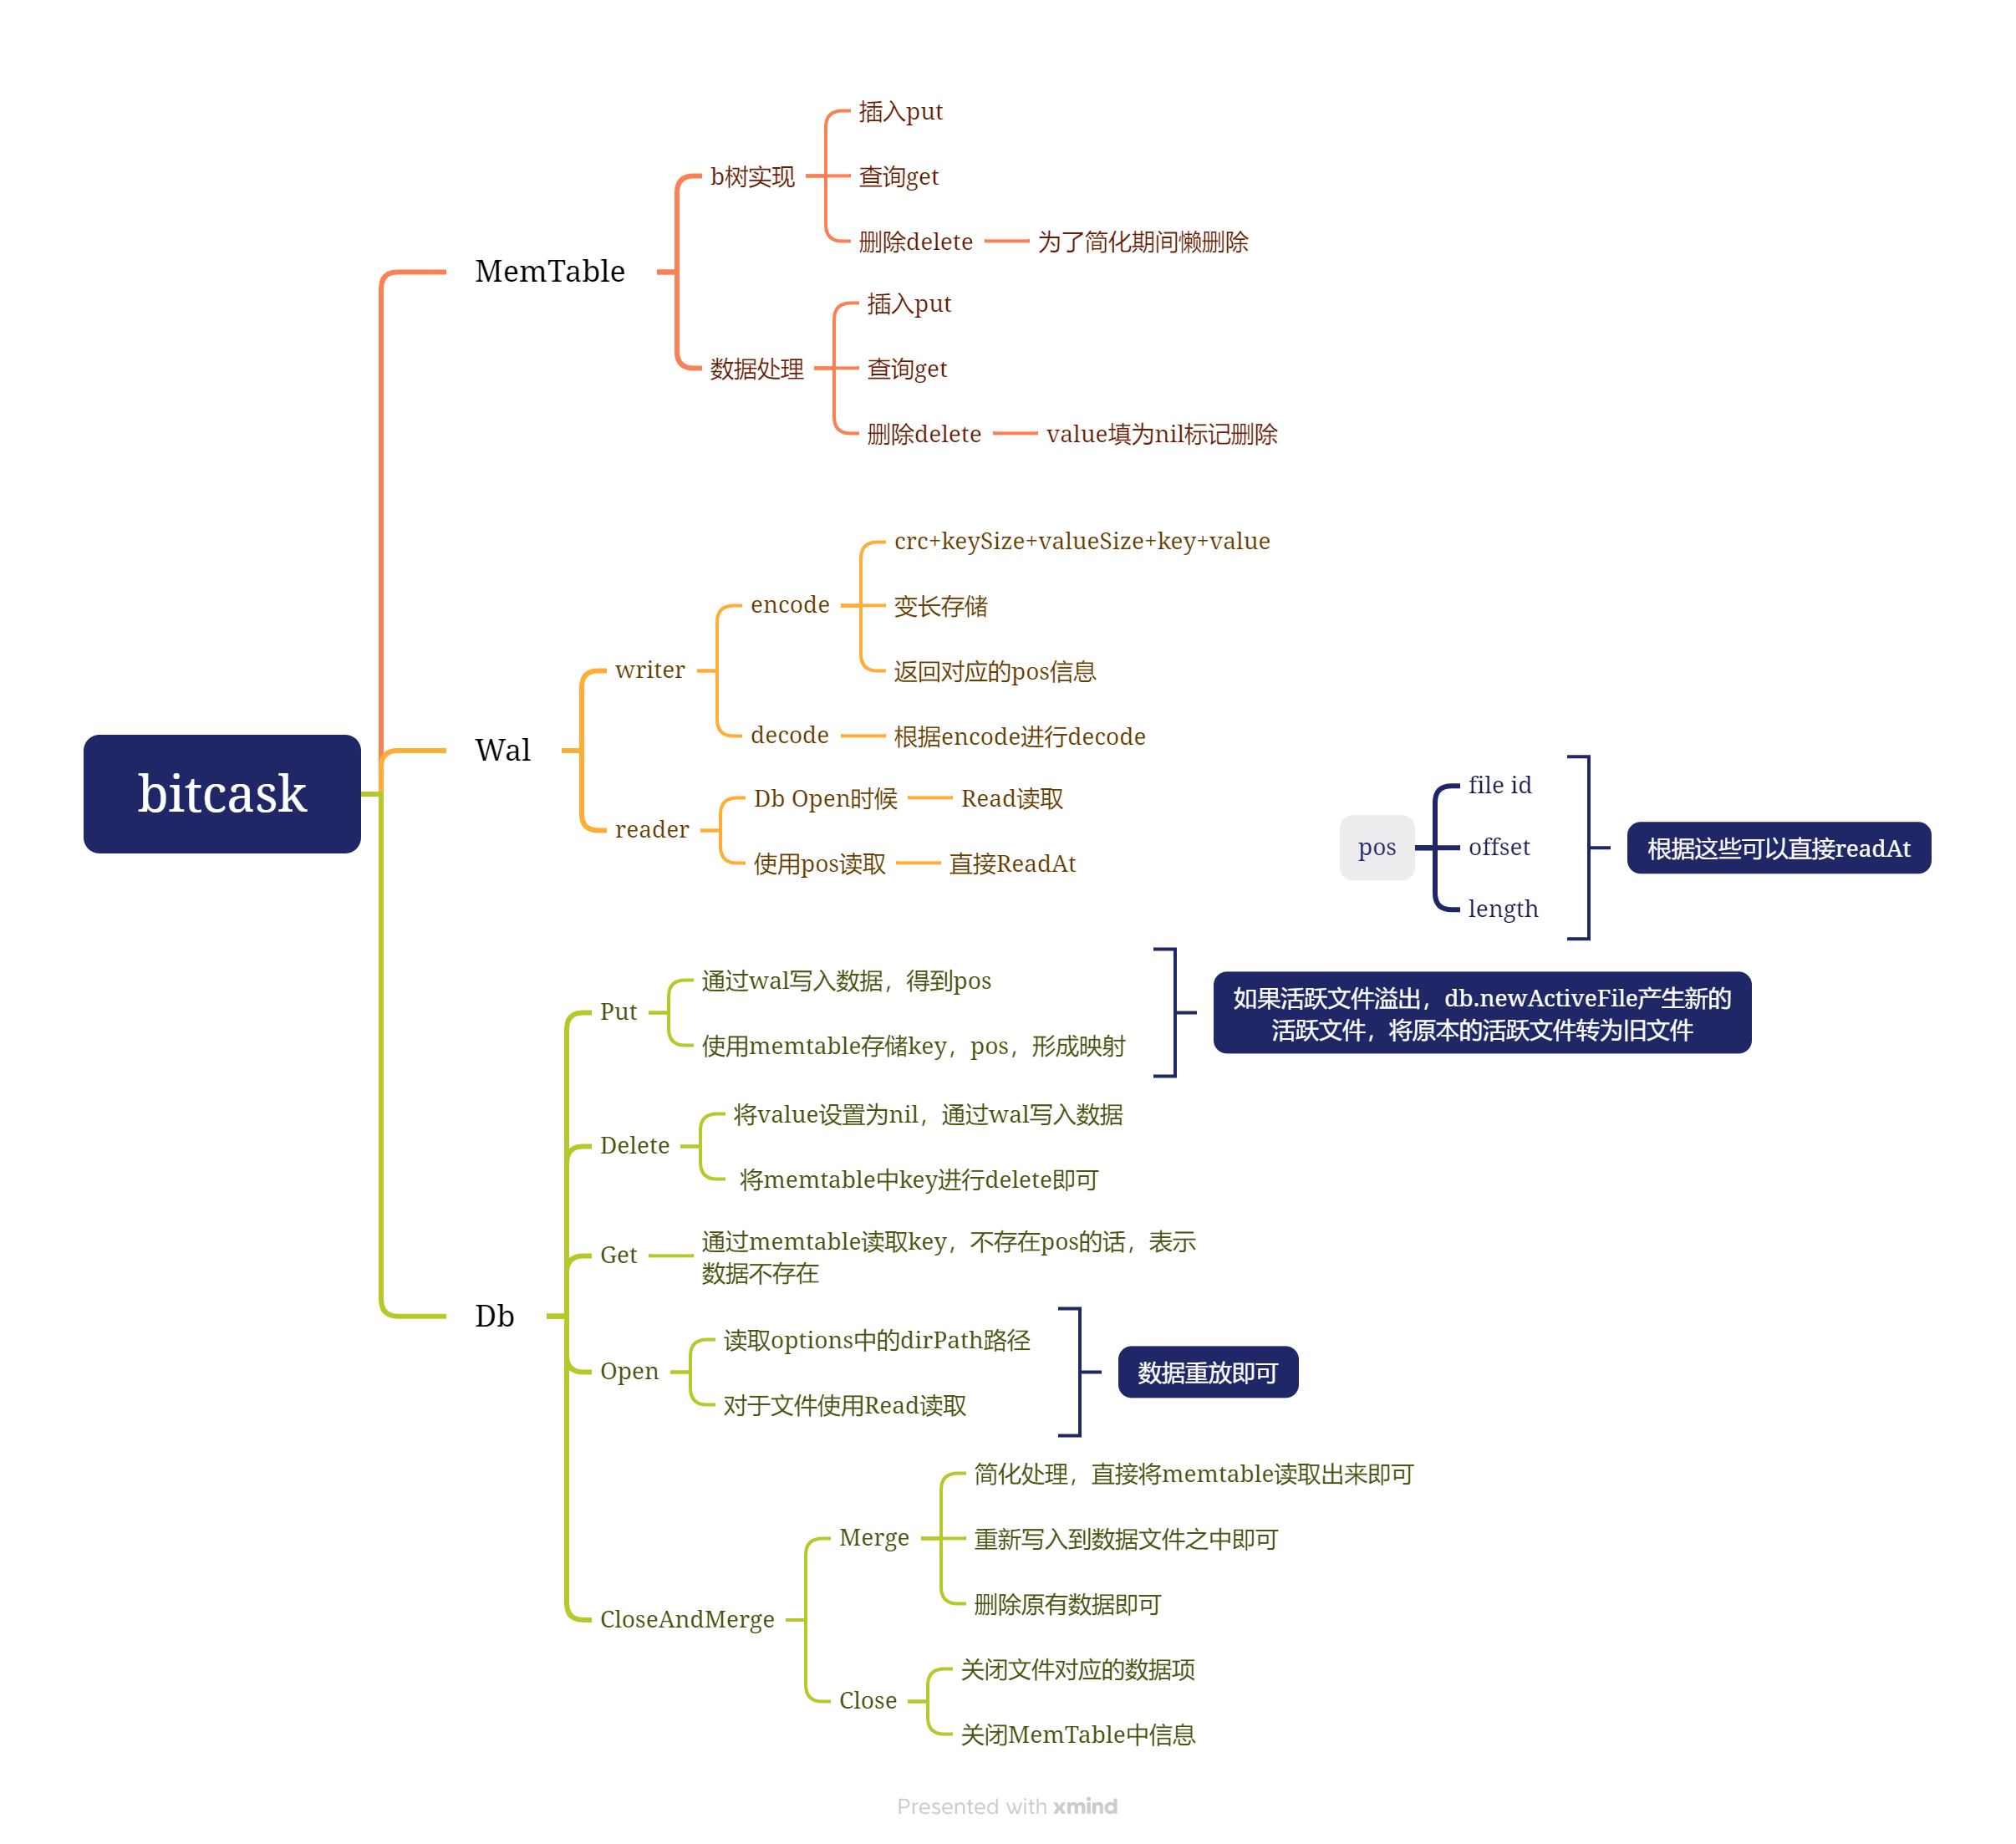 bitcask
MemTable
b树实现
插入put
查询get
删除delete
为了简化期间懒删除
数据处理
插入put
查询get
删除delete
value填为nil标记删除
Wal
writer
encode
crc+keySize+valueSize+key+value
变长存储
返回对应的pos信息
decode
根据encode进行decode
reader
Db Open时候
Read读取
使用pos读取
直接ReadAt
pos
file id
offset
length
根据这些可以直接readAt
Db
Put
通过wal写入数据，得到pos
使用memtable存储key，pos，形成映射
如果活跃文件溢出，db.newActiveFile产生新的
活跃文件，将原本的活跃文件转为旧文件
Delete
将value设置为nil，通过wal写入数据
将memtable中key进行delete即可
Get
通过memtable读取key，不存在pos的话，表示
数据不存在
Open
读取options中的dirPath路径
对于文件使用Read读取
数据重放即可
CloseAndMerge
Merge
简化处理，直接将memtable读取出来即可
重新写入到数据文件之中即可
删除原有数据即可
Close
关闭文件对应的数据项
关闭MemTable中信息
Presented with xmind